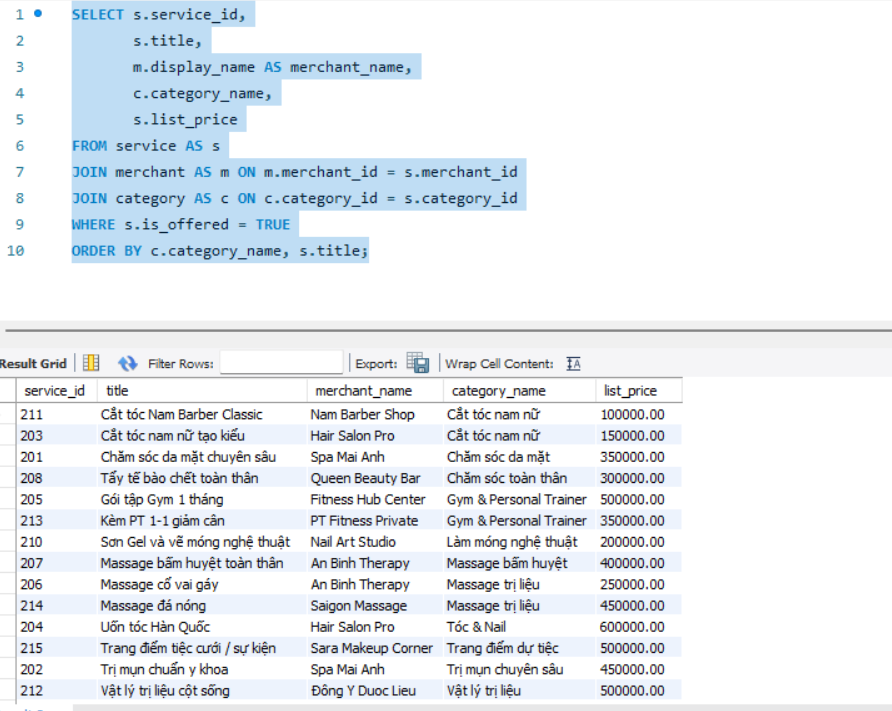 1 SELECT s.service_id,
2 s.title,
3 m.display_name AS merchant_name,
4 c.category_name,
5 s.list_price
6 FROM service AS s
7 JOIN merchant AS m ON m.merchant_id = s.merchant_id
8 JOIN category AS c ON c.category_id = s.category_id
9 WHERE s.is_offered = TRUE
10 ORDER BY c.category_name, s.title;
Result Grid Filter Rows: Export: Wrap Cell Content:
service_id title merchant_name category_name list_price
211 Cắt tóc Nam Barber Classic Nam Barber Shop Cắt tóc nam nữ 100000.00
203 Cắt tóc nam nữ tạo kiểu Hair Salon Pro Cắt tóc nam nữ 150000.00
201 Chăm sóc da mặt chuyên sâu Spa Mai Anh Chăm sóc da mặt 350000.00
208 Tẩy tế bào chết toàn thân Queen Beauty Bar Chăm sóc toàn thân 300000.00
205 Gói tập Gym 1 tháng Fitness Hub Center Gym & Personal Trainer 500000.00
213 Kèm PT 1-1 giảm cân PT Fitness Private Gym & Personal Trainer 350000.00
210 Sơn Gel và vẽ móng nghệ thuật Nail Art Studio Làm móng nghệ thuật 200000.00
207 Massage bấm huyệt toàn thân An Binh Therapy Massage bấm huyệt 400000.00
206 Massage cổ vai gáy An Binh Therapy Massage trị liệu 250000.00
214 Massage đá nóng Saigon Massage Massage trị liệu 450000.00
204 Uốn tóc Hàn Quốc Hair Salon Pro Tóc & Nail 600000.00
215 Trang điểm tiệc cưới / sự kiện Sara Makeup Corner Trang điểm dự tiệc 500000.00
202 Trị mụn chuẩn y khoa Spa Mai Anh Trị mụn chuyên sâu 450000.00
212 Vật lý trị liệu cột sống Đông Y Duoc Lieu Vật lý trị liệu 500000.00